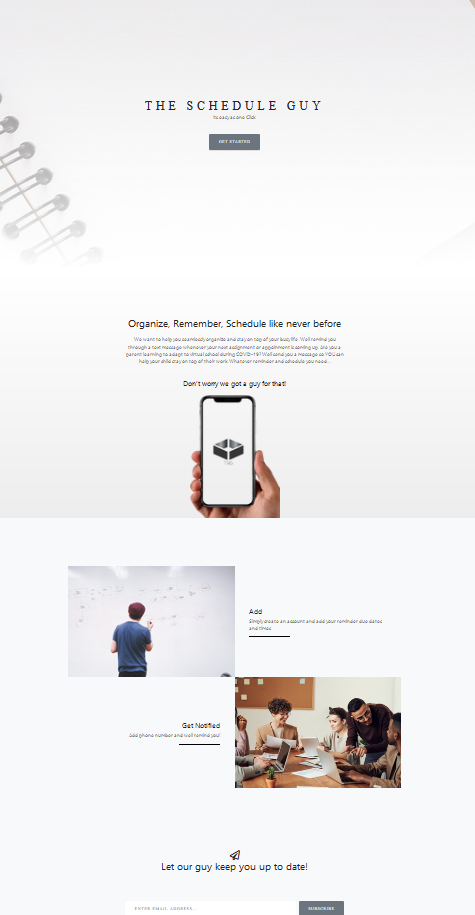 THE SCHEDULE GUY
Its easy as one Click
GET STARTED
Organize, Remember, Schedule like never before
We want to help you seamlessly organize and stay on top of your busy life. We'll remind you
through a text message whenever your next assignment or appointment is coming up. Are you a
parent learning to adapt to virtual school during COVID-19? We'll send you a message so YOU can
help your child stay on top of their work. Whatever reminder and schedule you need...
Don't worry we got a guy for that!
Add
Simply create an account and add your reminder due dates
and times
Get Notified
Add phone number and we'll remind you!
Let our guy keep you up to date!
ENTER EMAIL ADDRESS...
SUBSCRIBE